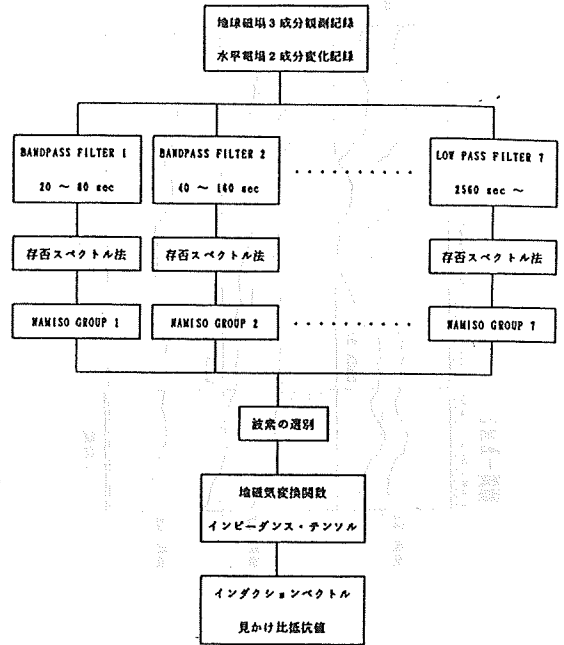 地球磁場3成分観測記録
水平電場2成分変化記録
BANDPASS FILTER 1
20 ～ 80 sec
BANDPASS FILTER 2
40 ～ 160 sec
LOW PASS FILTER 7
2560 sec ～
存否スペクトル法
存否スペクトル法
存否スペクトル法
NAMISO GROUP 1
NAMISO GROUP 2
NAMISO GROUP 7
波素の選別
地磁気変換関数
インピーダンス・テンソル
インダクションベクトル
見かけ比抵抗値